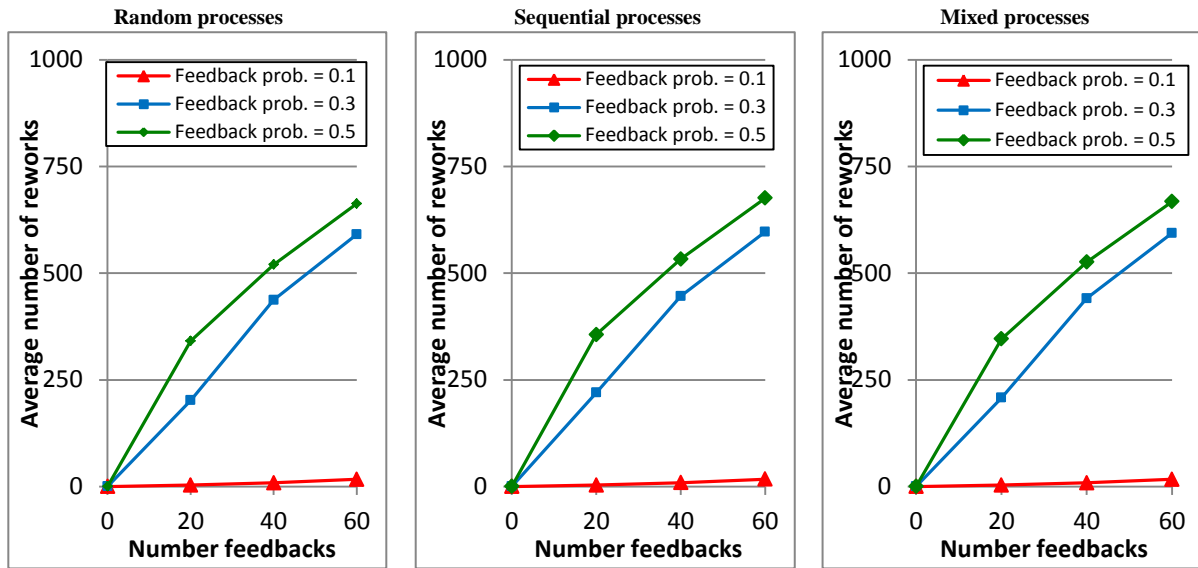 Random processes
1000
750
500
250
0
0 20 40 60
Average number of reworks
Number feedbacks
Feedback prob. = 0.1
Feedback prob. = 0.3
Feedback prob. = 0.5
Sequential processes
1000
750
500
250
0
0 20 40 60
Average number of reworks
Number feedbacks
Feedback prob. = 0.1
Feedback prob. = 0.3
Feedback prob. = 0.5
Mixed processes
1000
750
500
250
0
0 20 40 60
Average number of reworks
Number feedbacks
Feedback prob. = 0.1
Feedback prob. = 0.3
Feedback prob. = 0.5